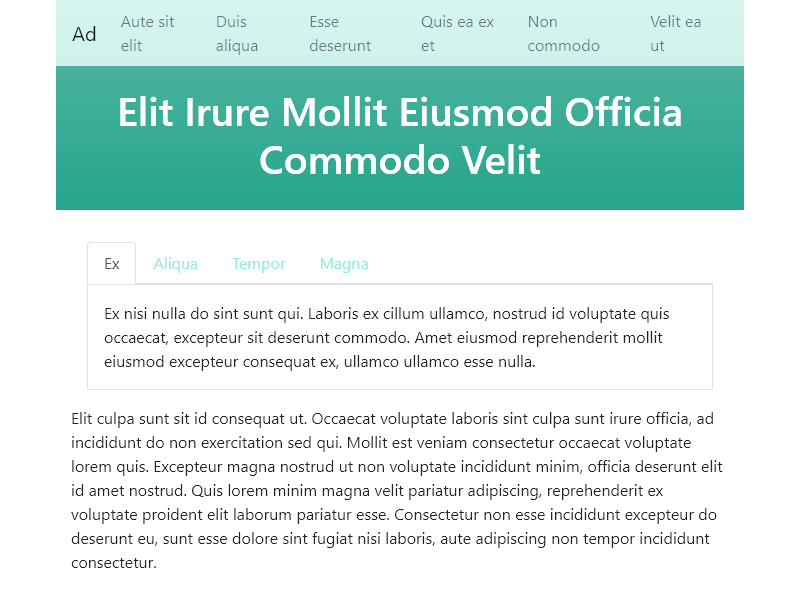 Ad
Aute sit elit
Duis aliqua
Esse deserunt
Quis ea ex et
Non commodo
Velit ea ut
Elit Irure Mollit Eiusmod Officia
Commodo Velit
Ex
Aliqua
Tempor
Magna
Ex nisi nulla do sint sunt qui. Laboris ex cillum ullamco, nostrud id voluptate quis
occaecat, excepteur sit deserunt commodo. Amet eiusmod reprehenderit mollit
eiusmod excepteur consequat ex, ullamco ullamco esse nulla.
Elit culpa sunt sit id consequat ut. Occaecat voluptate laboris sint culpa sunt irure officia, ad
incididunt do non exercitation sed qui. Mollit est veniam consectetur occaecat voluptate
lorem quis. Excepteur magna nostrud ut non voluptate incididunt minim, officia deserunt elit
id amet nostrud. Quis lorem minim magna velit pariatur adipiscing, reprehenderit ex
voluptate proident elit laborum pariatur esse. Consectetur non esse incididunt excepteur do
deserunt eu, sunt esse dolore sint fugiat nisi laboris, aute adipiscing non tempor incididunt
consectetur.